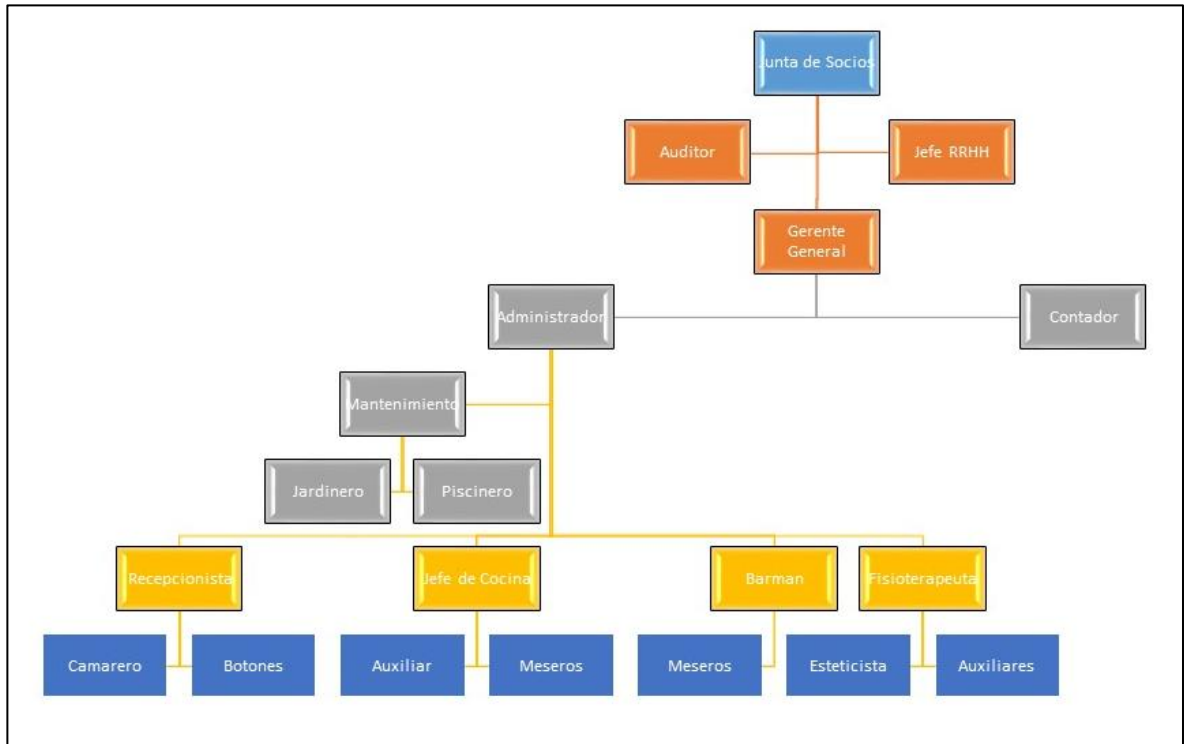 Junta de Socios
Auditor
Jefe RRHH
Gerente
General
Administrador
Contador
Mantenimiento
Jardinero
Piscinero
Recepcionista
Jefe de Cocina
Barman
Fisioterapeuta
Camarero
Botones
Auxiliar
Meseros
Meseros
Esteticista
Auxiliares